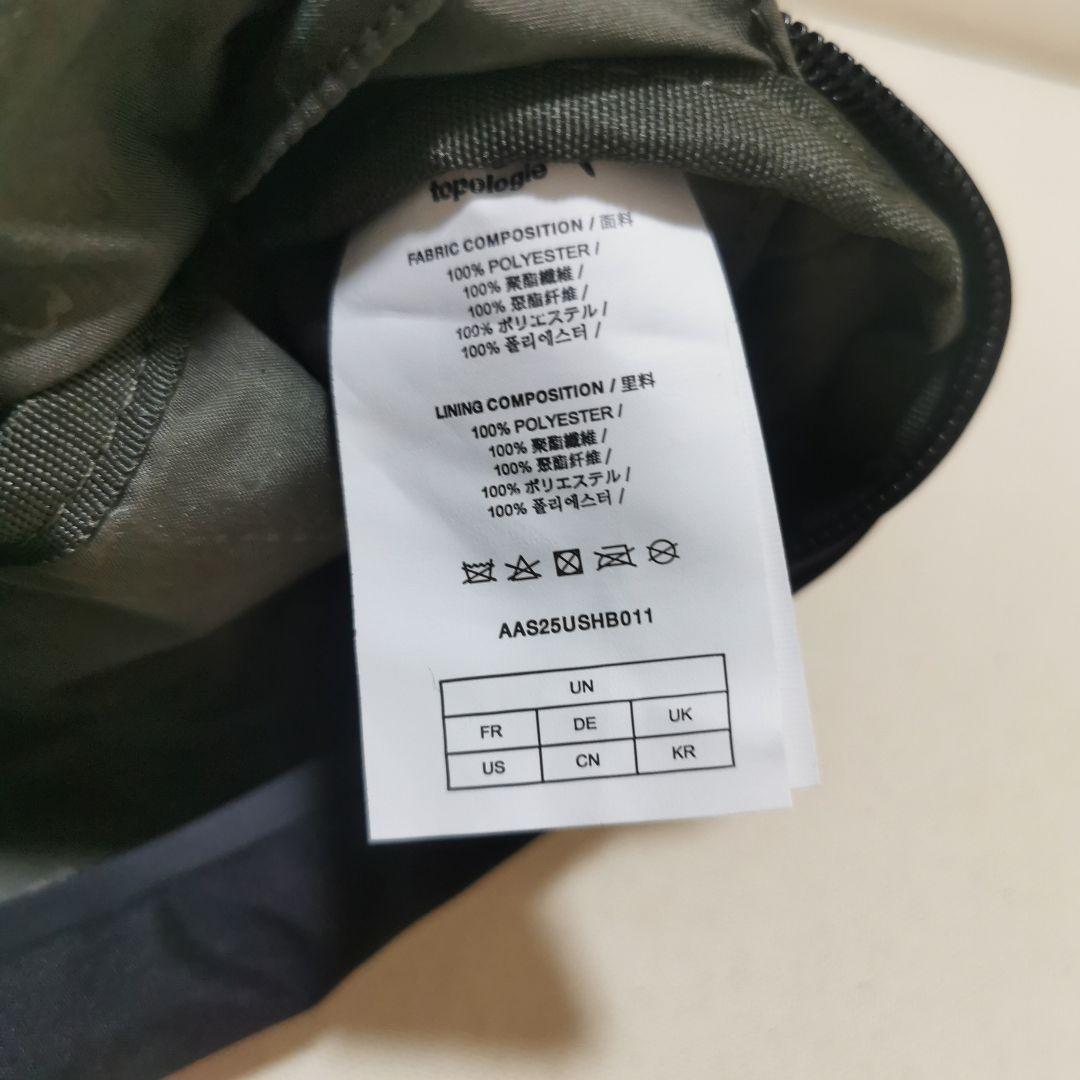 topologie
FABRIC COMPOSITION / 面料
100% POLYESTER /
100% 聚酯纖維 /
100% 聚酯纤维 /
100% ポリエステル /
100% 폴리에스터 /
LINING COMPOSITION / 里料
100% POLYESTER /
100% 聚酯纖維 /
100% 聚酯纤维 /
100% ポリエステル /
100% 폴리에스터 /
AAS25USHB011
UN
FR DE UK
US CN KR